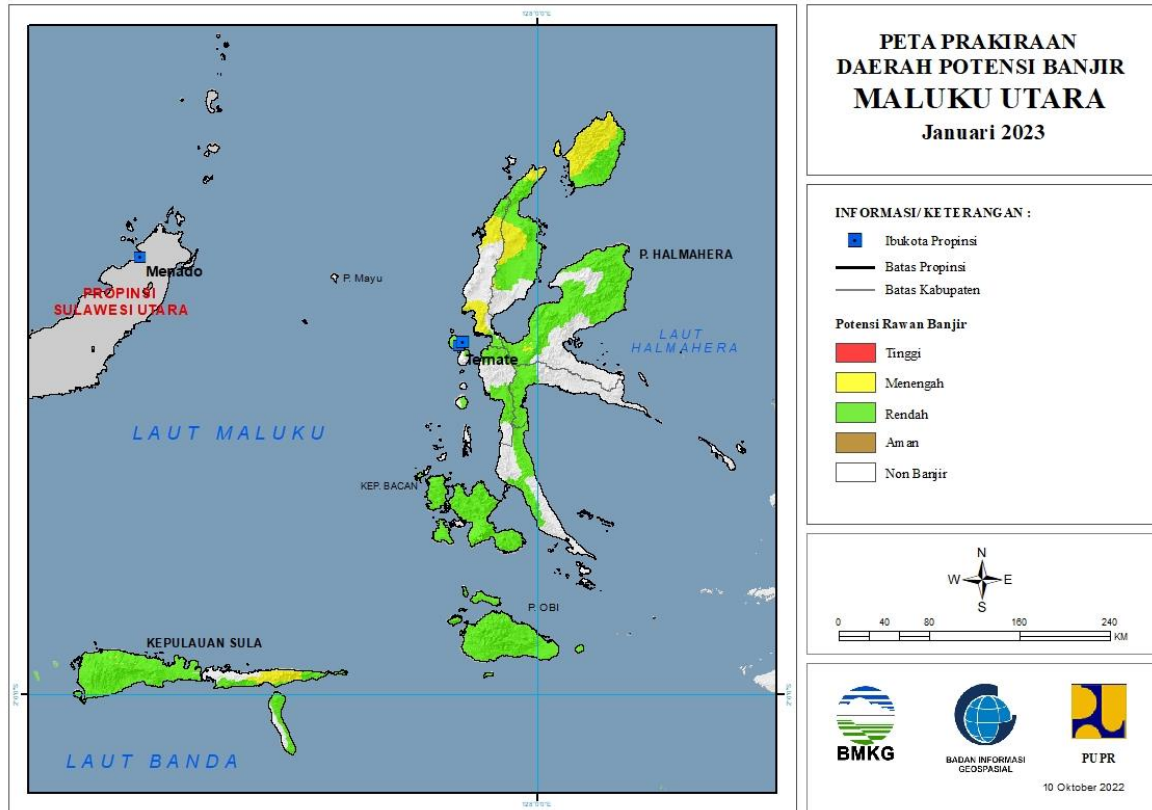 128°0'0"E
PETA PRAKIRAAN
DAERAH POTENSI BANJIR
MALUKU UTARA
Januari 2023
INFORMASI/ KETERANGAN :
Ibukota Propinsi
Batas Propinsi
Batas Kabupaten
Potensi Rawan Banjir
Tinggi
Menengah
Rendah
Aman
Non Banjir
Menado
PROPINSI
SULAWESI UTARA
P. Mayu
P. HALMAHERA
LAUT
HALMAHERA
Ternate
LAUT MALUKU
KEP. BACAN
P. OBI
KEPULAUAN SULA
LAUT BANDA
N
W
E
S
0 40 80 160 240
KM
BMKG
BADAN INFORMASI
GEOSPASIAL
PUPR
10 Oktober 2022